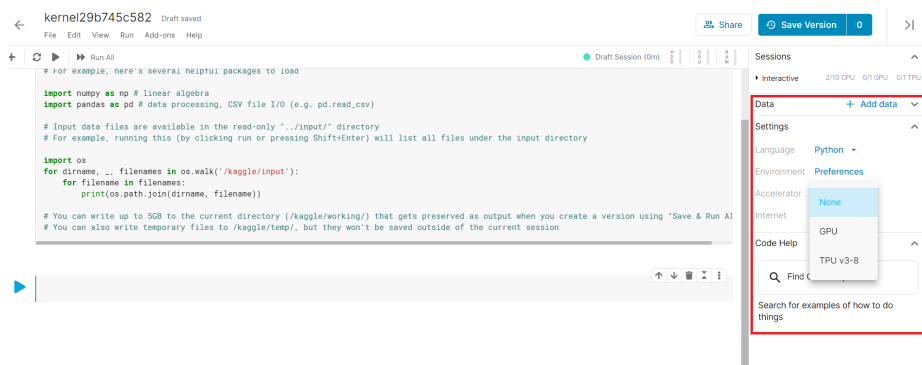 kernel29b745c582 Draft saved
File Edit View Run Add-ons Help
Share
Save Version 0
Run All
Draft Session (0m)
HDD
CPU
RAM
# For example, here's several helpful packages to load
import numpy as np # linear algebra
import pandas as pd # data processing, CSV file I/O (e.g. pd.read_csv)
# Input data files are available in the read-only "../input/" directory
# For example, running this (by clicking run or pressing Shift+Enter) will list all files under the input directory
import os
for dirname, _, filenames in os.walk('/kaggle/input'):
for filename in filenames:
print(os.path.join(dirname, filename))
# You can write up to 5GB to the current directory (/kaggle/working/) that gets preserved as output when you create a version using "Save & Run Al
# You can also write temporary files to /kaggle/temp/, but they won't be saved outside of the current session
Sessions
Interactive 2/10 CPU 0/1 GPU 0/1 TPU
Data + Add data
Settings
Language Python
Environment Preferences
Accelerator
Internet
None
GPU
TPU v3-8
Code Help
Find
Search for examples of how to do
things